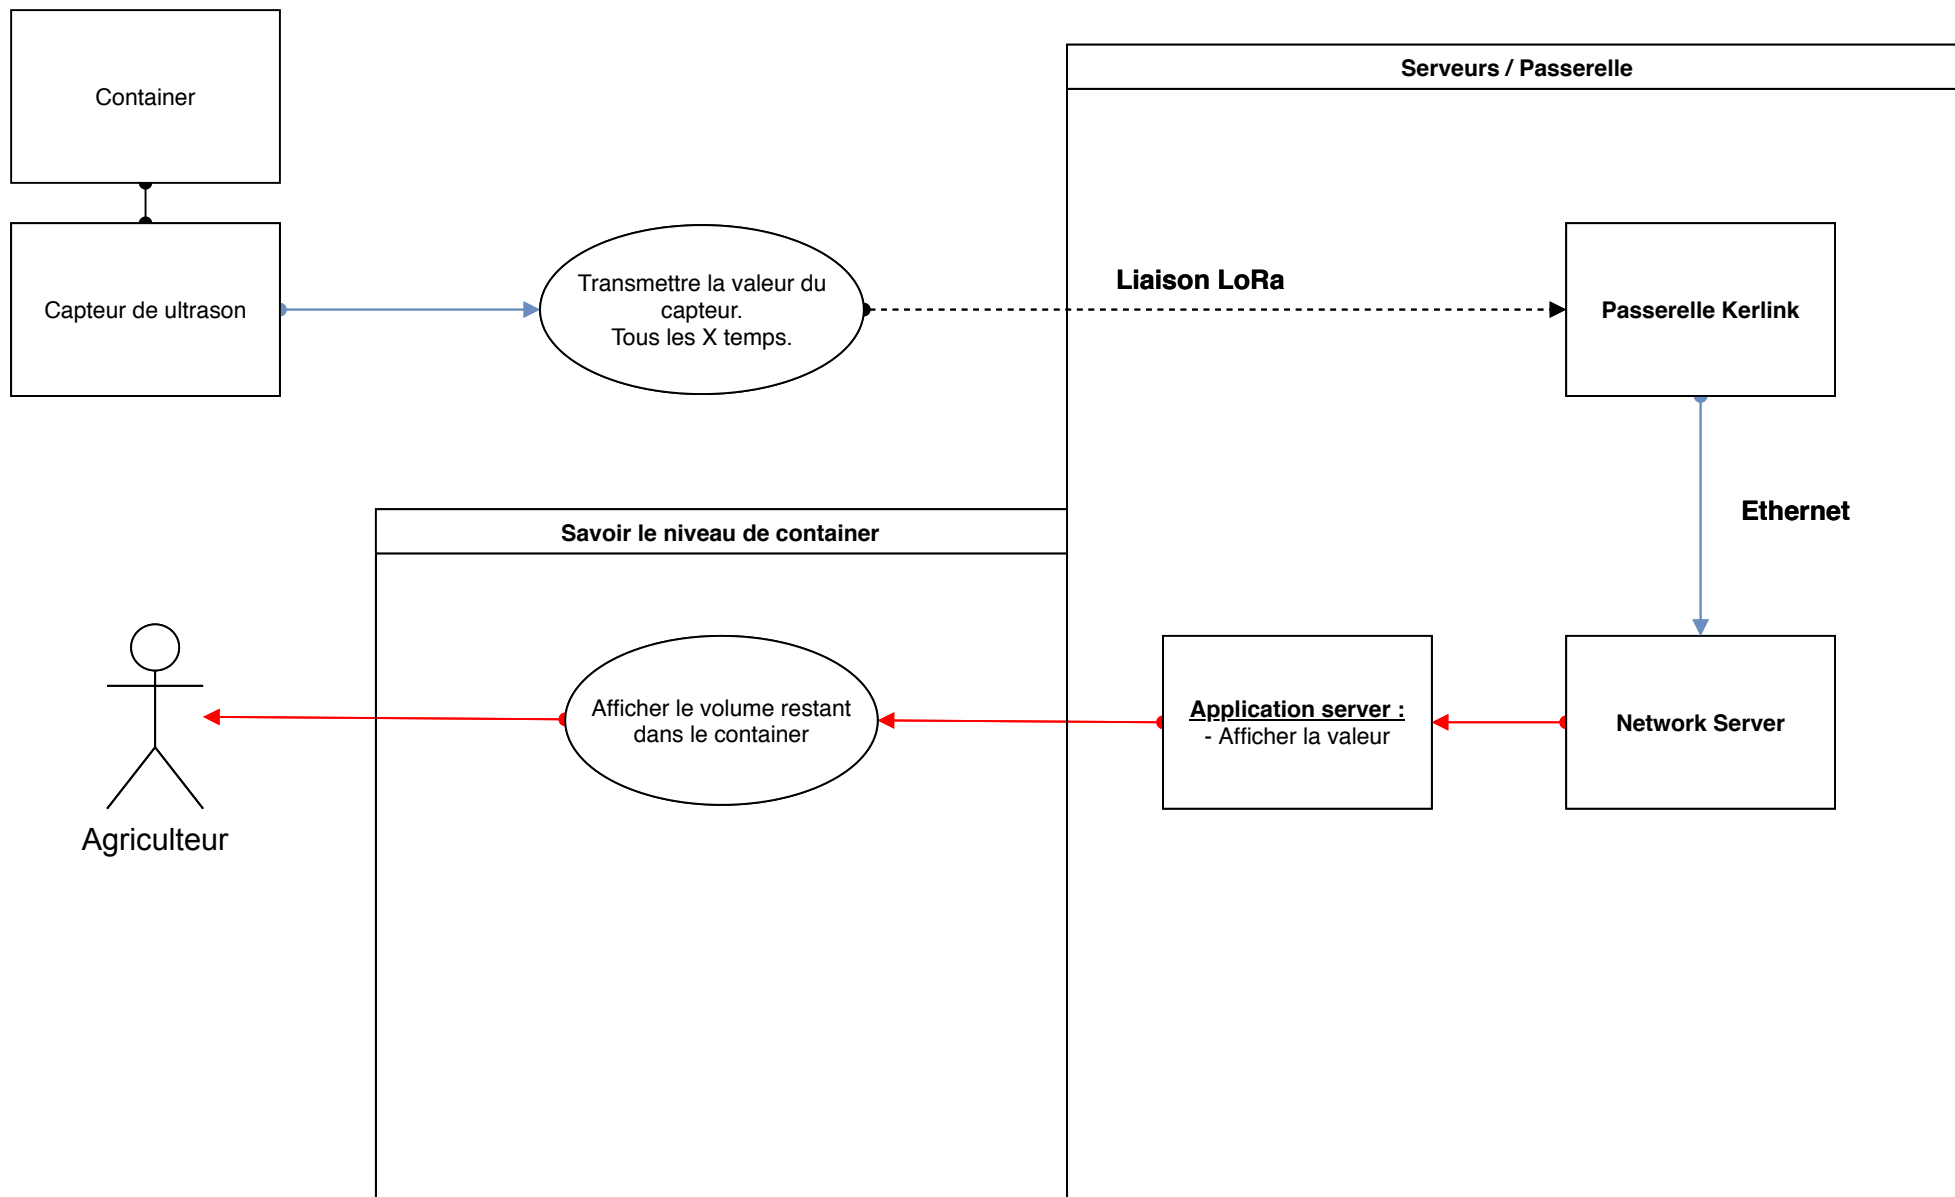 Container
Serveurs / Passerelle
Capteur de ultrason
Transmettre la valeur du
capteur.
Tous les X temps.
Liaison LoRa
Passerelle Kerlink
Ethernet
Savoir le niveau de container
Agriculteur
Afficher le volume restant
dans le container
Application server :
- Afficher la valeur
Network Server